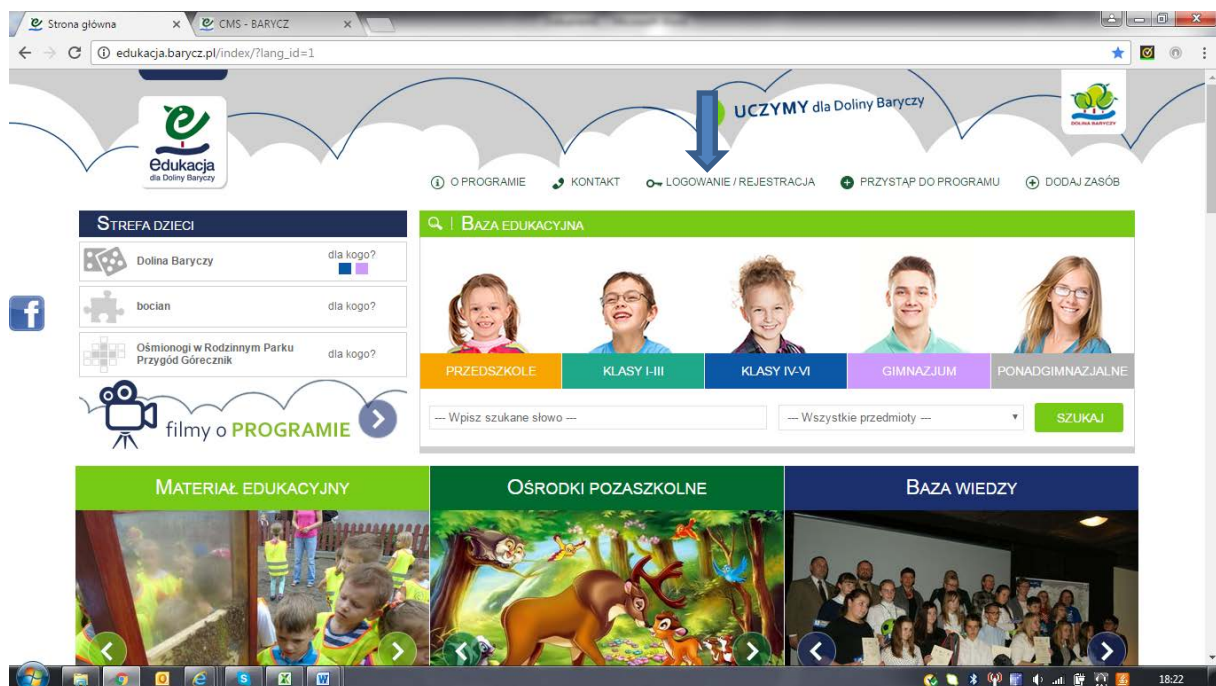 Strona główna
CMS - BARYCZ
edukacja.barycz.pl/index/?lang_id=1
UCZYMY dla Doliny Baryczy
DOLINA BARYCZY
edukacja
dla Doliny Baryczy
O PROGRAMIE
KONTAKT
LOGOWANIE / REJESTRACJA
PRZYSTĄP DO PROGRAMU
DODAJ ZASÓB
STREFA DZIECI
Dolina Baryczy
dla kogo?
bocian
dla kogo?
Ośmionogi w Rodzinnym Parku
Przygód Górecznik
dla kogo?
filmy o PROGRAMIE
BAZA EDUKACYJNA
PRZEDSZKOLE
KLASY I-III
KLASY IV-VI
GIMNAZJUM
PONADGIMNAZJALNE
--- Wpisz szukane słowo ---
--- Wszystkie przedmioty ---
SZUKAJ
MATERIAŁ EDUKACYJNY
OŚRODKI POZASZKOLNE
BAZA WIEDZY
18:22